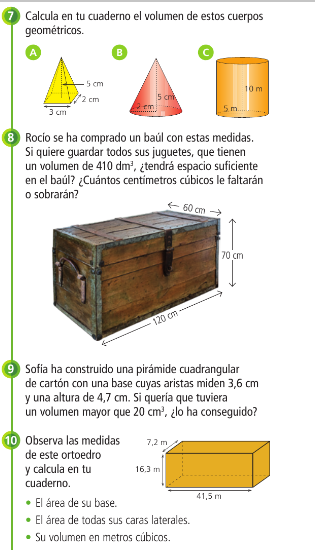 7 Calcula en tu cuaderno el volumen de estos cuerpos
geométricos.
A B C
5 cm
2 cm
3 cm
5 cm
2 cm
10 m
5 m
8 Rocío se ha comprado un baúl con estas medidas.
Si quiere guardar todos sus juguetes, que tienen
un volumen de 410 dm³, ¿tendrá espacio suficiente
en el baúl? ¿Cuántos centímetros cúbicos le faltarán
o sobrarán?
60 cm
70 cm
120 cm
9 Sofía ha construido una pirámide cuadrangular
de cartón con una base cuyas aristas miden 3,6 cm
y una altura de 4,7 cm. Si quería que tuviera
un volumen mayor que 20 cm³, ¿lo ha conseguido?
10 Observa las medidas
de este ortoedro
y calcula en tu
cuaderno.
7,2 m
16,3 m
41,5 m
• El área de su base.
• El área de todas sus caras laterales.
• Su volumen en metros cúbicos.